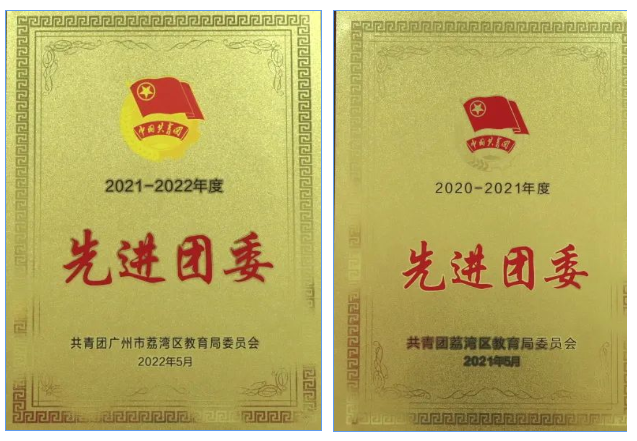 中国共青团
2021-2022年度
先进团委
共青团广州市荔湾区教育局委员会
2022年5月
中国共青团
2020-2021年度
先进团委
共青团荔湾区教育局委员会
2021年5月